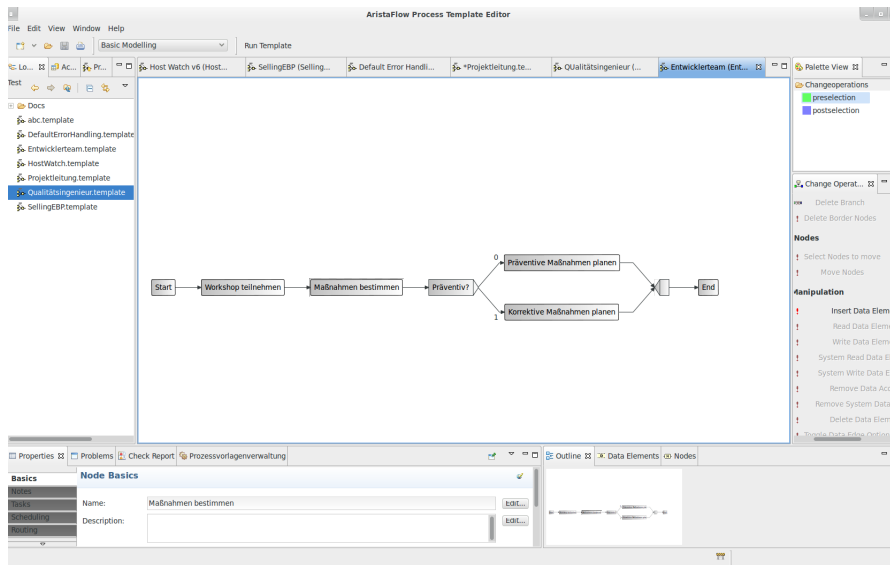 AristaFlow Process Template Editor
File Edit View Window Help
Basic Modelling Run Template
Lo... Ac... Pr...
Host Watch v6 (Host... SellingEBP (Selling... Default Error Handli... *Projektleitung.te... QUalitätsingenieur (... Entwicklerteam (Ent...
Palette View
Test
Changeoperations
preselection
postselection
Docs
abc.template
DefaultErrorHandling.template
Entwicklerteam.template
HostWatch.template
Projektleitung.template
Qualitätsingenieur.template
SellingEBP.template
Change Operat...
Delete Branch
Delete Border Nodes
Nodes
Select Nodes to move
Move Nodes
Manipulation
Insert Data Elem
Read Data Eleme
Write Data Eleme
System Read Data E
System Write Data E
Remove Data Acc
Remove System Data
Delete Data Elem
Toggle Data Edge Option
0
Präventive Maßnahmen planen
Start Workshop teilnehmen Maßnahmen bestimmen Präventiv? End
Korrektive Maßnahmen planen
1
Properties Problems Check Report Prozessvorlagenverwaltung
Outline Data Elements Nodes
Basics
Notes
Tasks
Scheduling
Routing
Node Basics
Name: Maßnahmen bestimmen Edit...
Description: Edit...